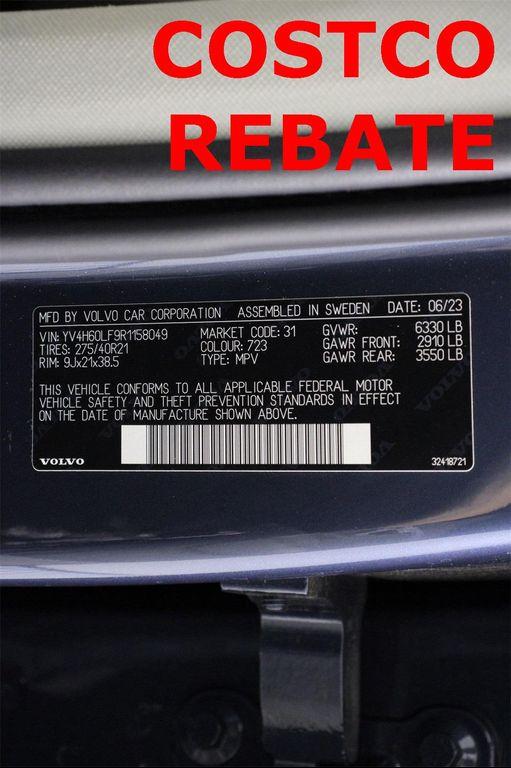 COSTCO
REBATE
MFD BY VOLVO CAR CORPORATION ASSEMBLED IN SWEDEN DATE: 06/23
VIN: YV4H60LF9R1158049 MARKET CODE: 31 GVWR: 6330 LB
TIRES: 275/40R21 COLOUR: 723 GAWR FRONT: 2910 LB
RIM: 9Jx21x38.5 TYPE: MPV GAWR REAR: 3550 LB
THIS VEHICLE CONFORMS TO ALL APPLICABLE FEDERAL MOTOR
VEHICLE SAFETY AND THEFT PREVENTION STANDARDS IN EFFECT
ON THE DATE OF MANUFACTURE SHOWN ABOVE.
VOLVO 32418721